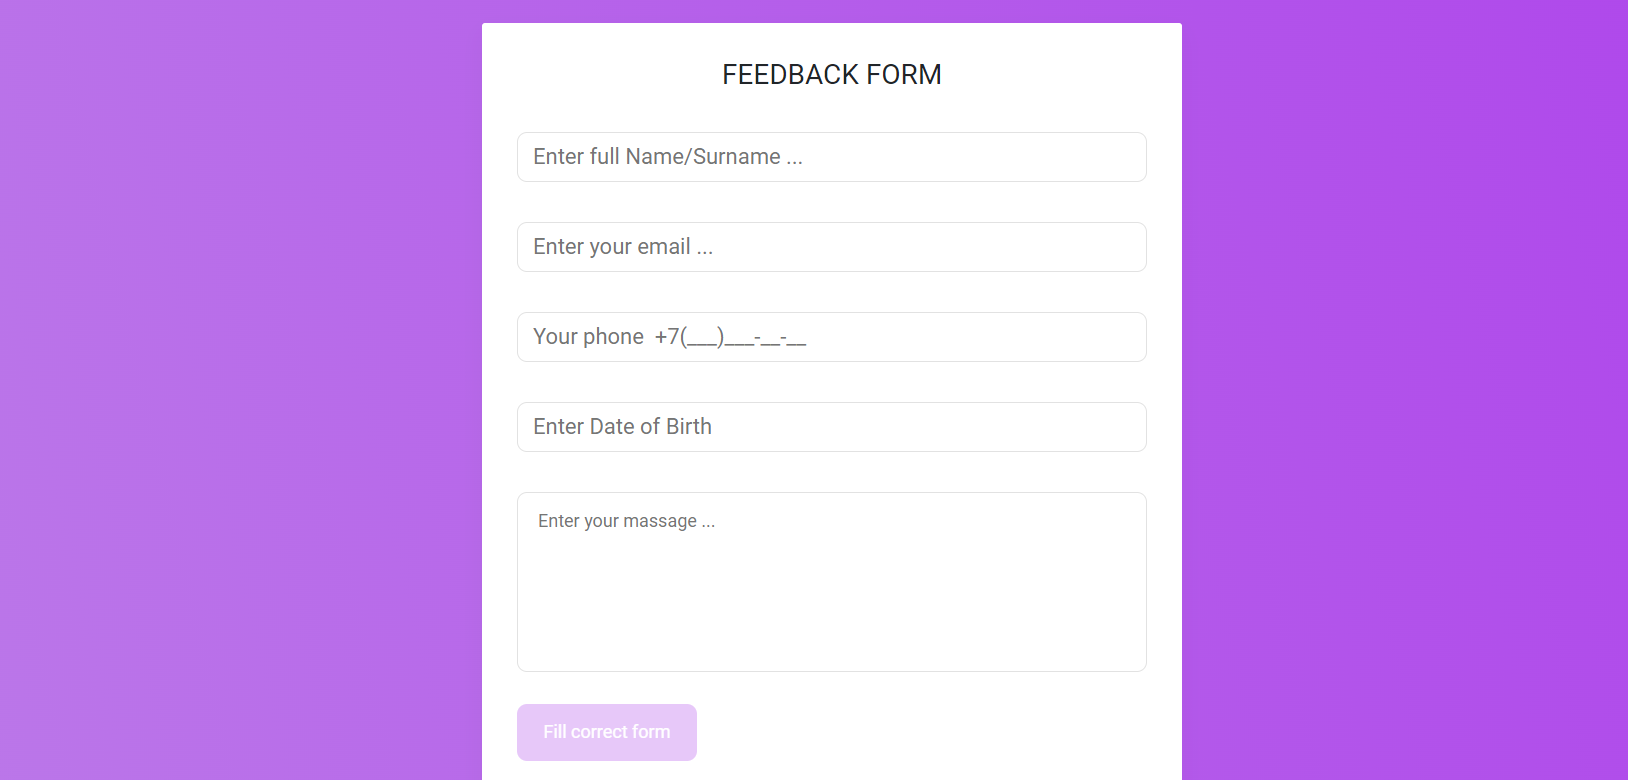 FEEDBACK FORM
Enter full Name/Surname ...
Enter your email ...
Your phone  +7(___)___-__-__
Enter Date of Birth
Enter your massage ...
Fill correct form